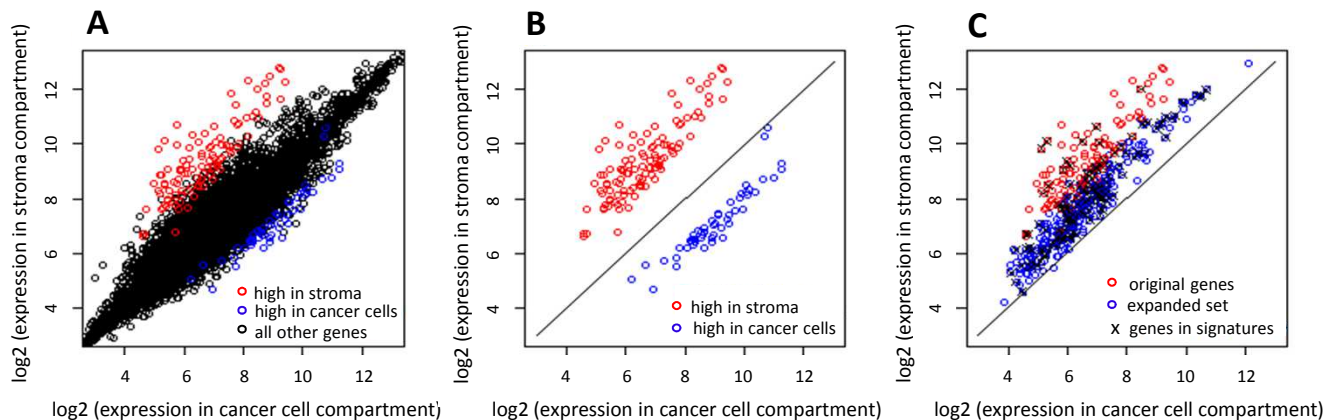 A
log2 (expression in stroma compartment)
12
10
8
6
4
high in stroma
high in cancer cells
all other genes
4 6 8 10 12
log2 (expression in cancer cell compartment)
B
log2 (expression in stroma compartment)
12
10
8
6
4
high in stroma
high in cancer cells
4 6 8 10 12
log2 (expression in cancer cell compartment)
C
log2 (expression in stroma compartment)
12
10
8
6
4
original genes
expanded set
x genes in signatures
4 6 8 10 12
log2 (expression in cancer cell compartment)